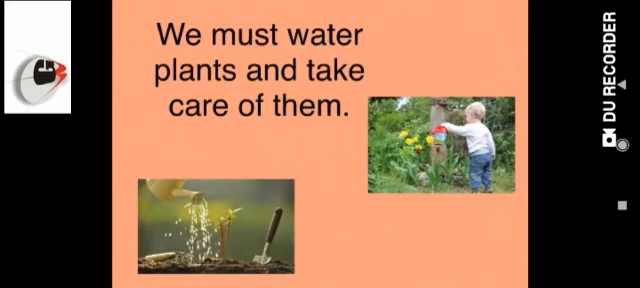 We must water
plants and take
care of them.
DU RECORDER